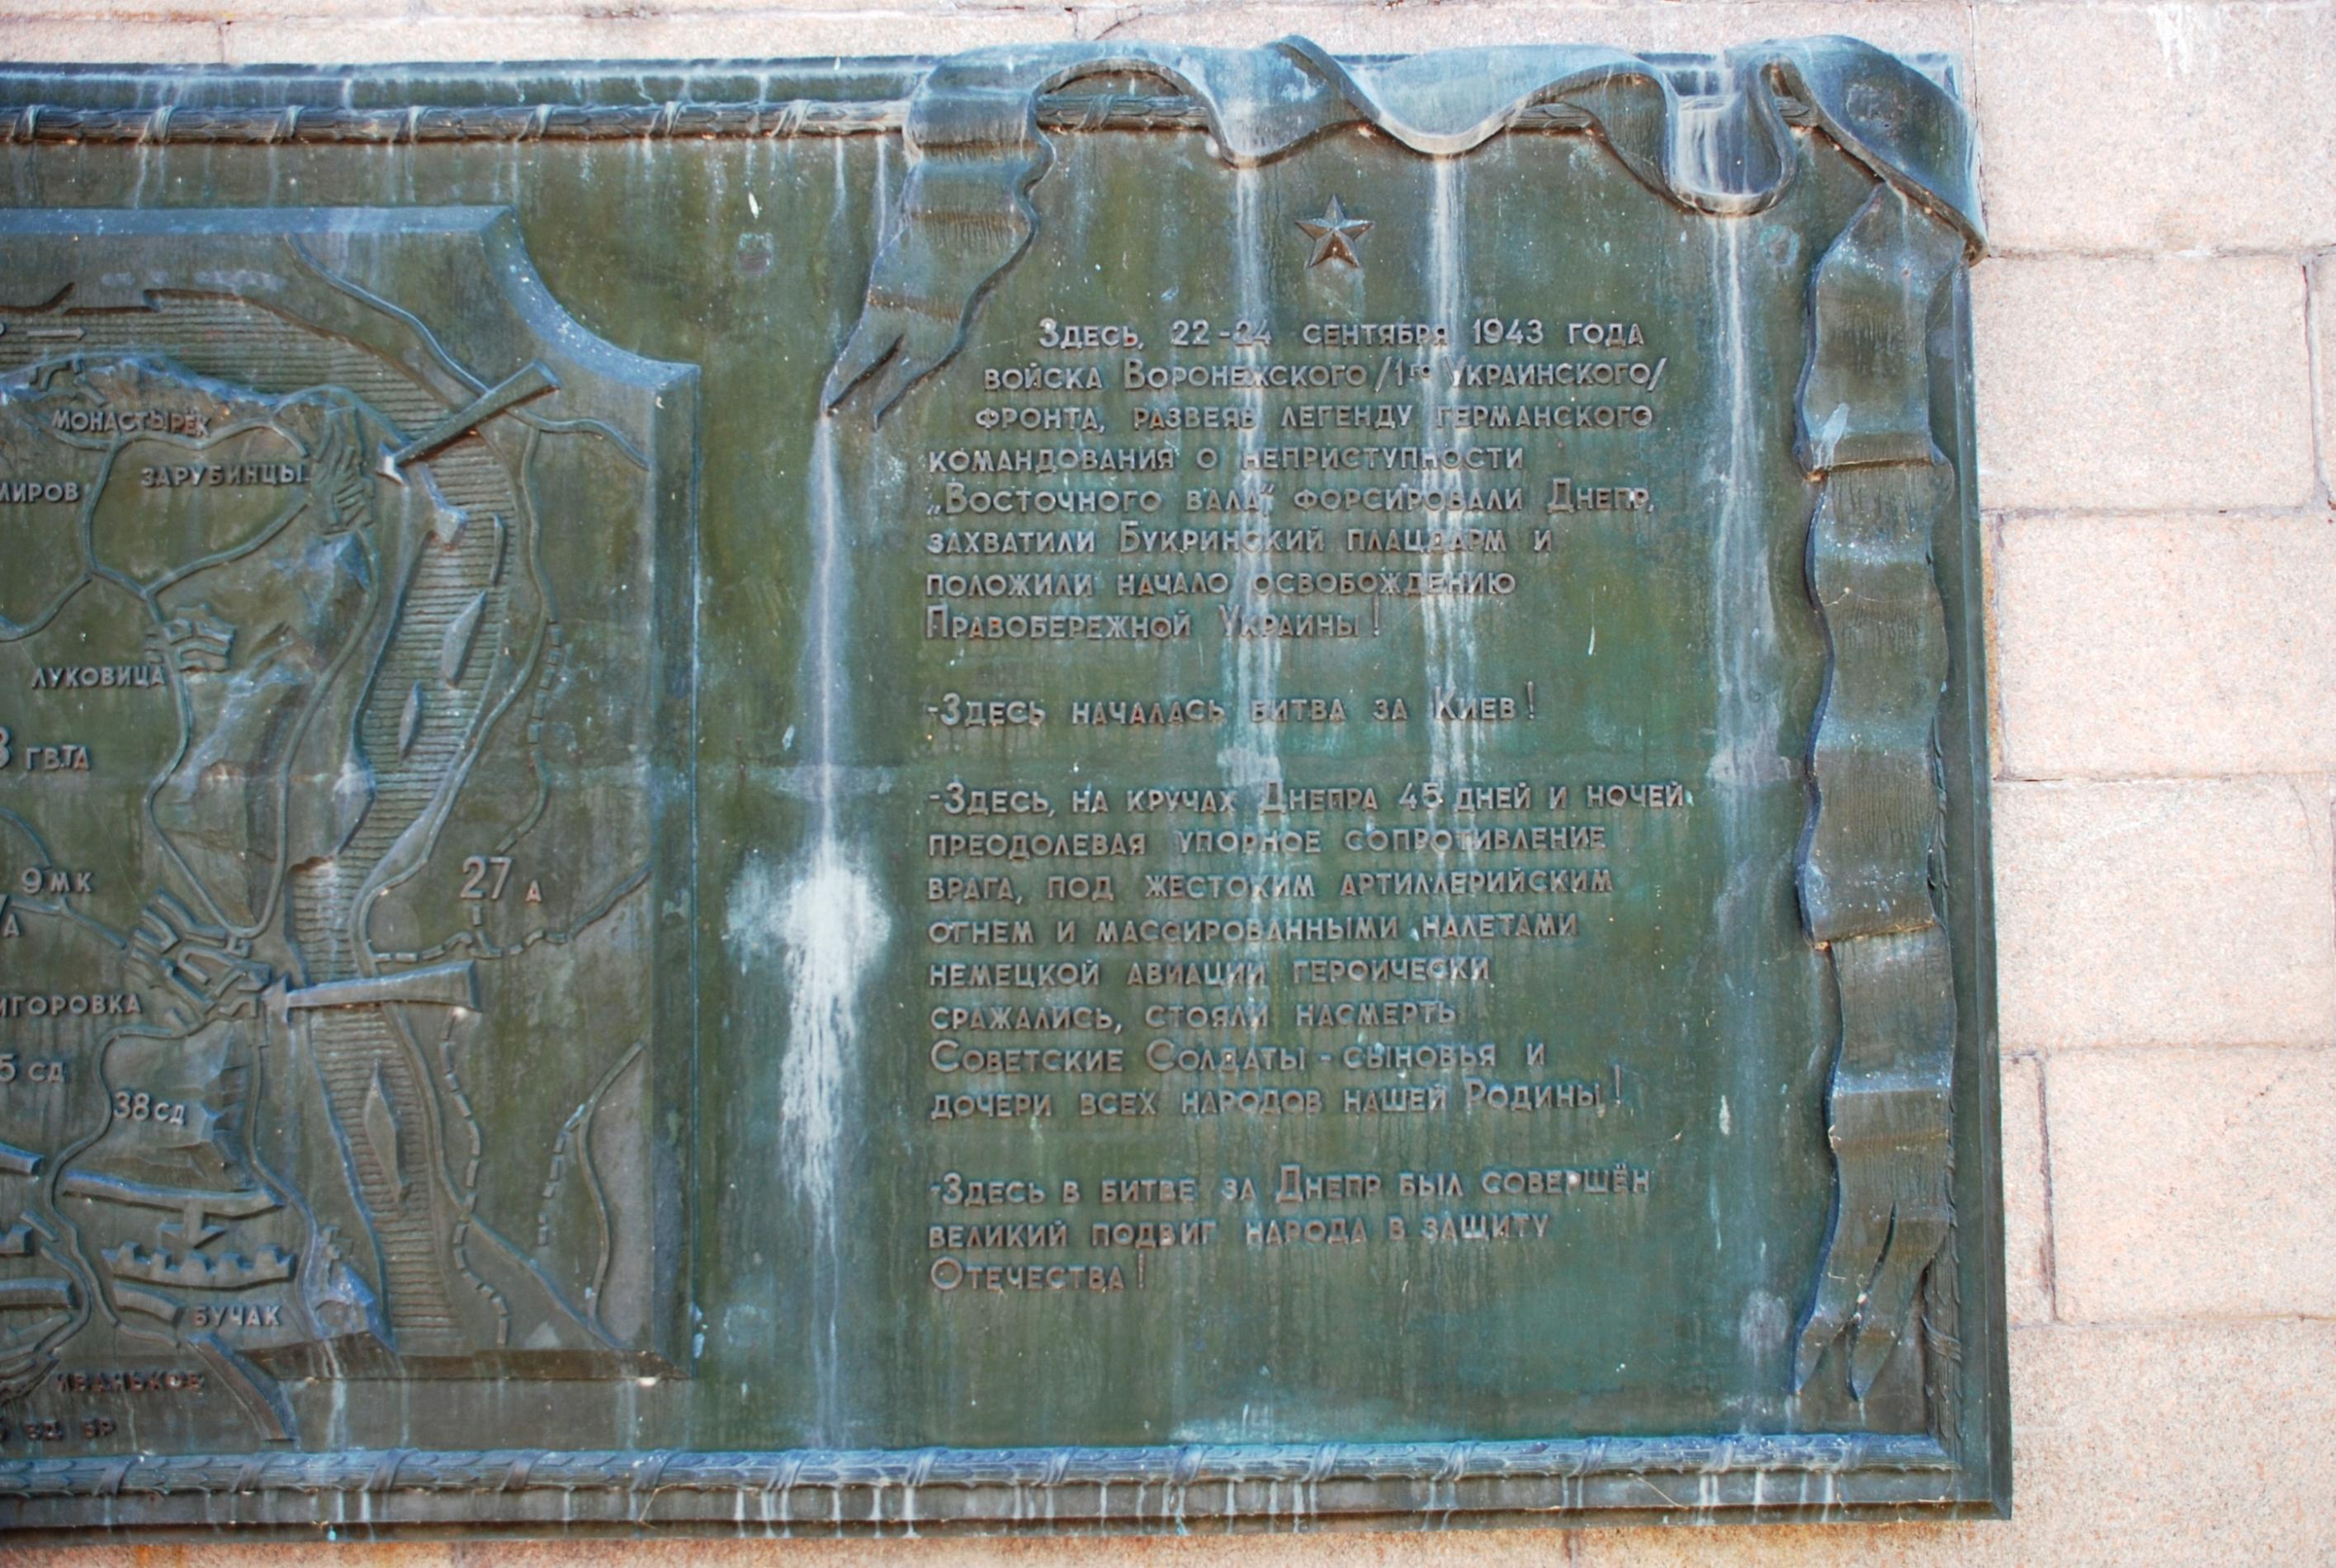 МОНАСТЫРЁК
ЗАРУБИНЦЫ
МИРОВ
ЛУКОВИЦА
3 ГВ.ТА
9 МК
27 А
ИГОРОВКА
5 СД
38 СД
БУЧАК
ИВАНЬКОВ
ВД БР
Здесь, 22-24 сентября 1943 года
войска Воронежского /1го Украинского/
фронта, развеяв легенду германского
командования о неприступности
„Восточного вала“ форсировали Днепр,
захватили Букринский плацдарм и
положили начало освобождению
Правобережной Украины!
-Здесь началась битва за Киев!
-Здесь, на кручах Днепра 45 дней и ночей
преодолевая упорное сопротивление
врага, под жестоким артиллерийским
огнем и массированными налетами
немецкой авиации героически
сражались, стояли насмерть
Советские Солдаты - сыновья и
дочери всех народов нашей Родины!
-Здесь в битве за Днепр был совершён
великий подвиг народа в защиту
Отечества!